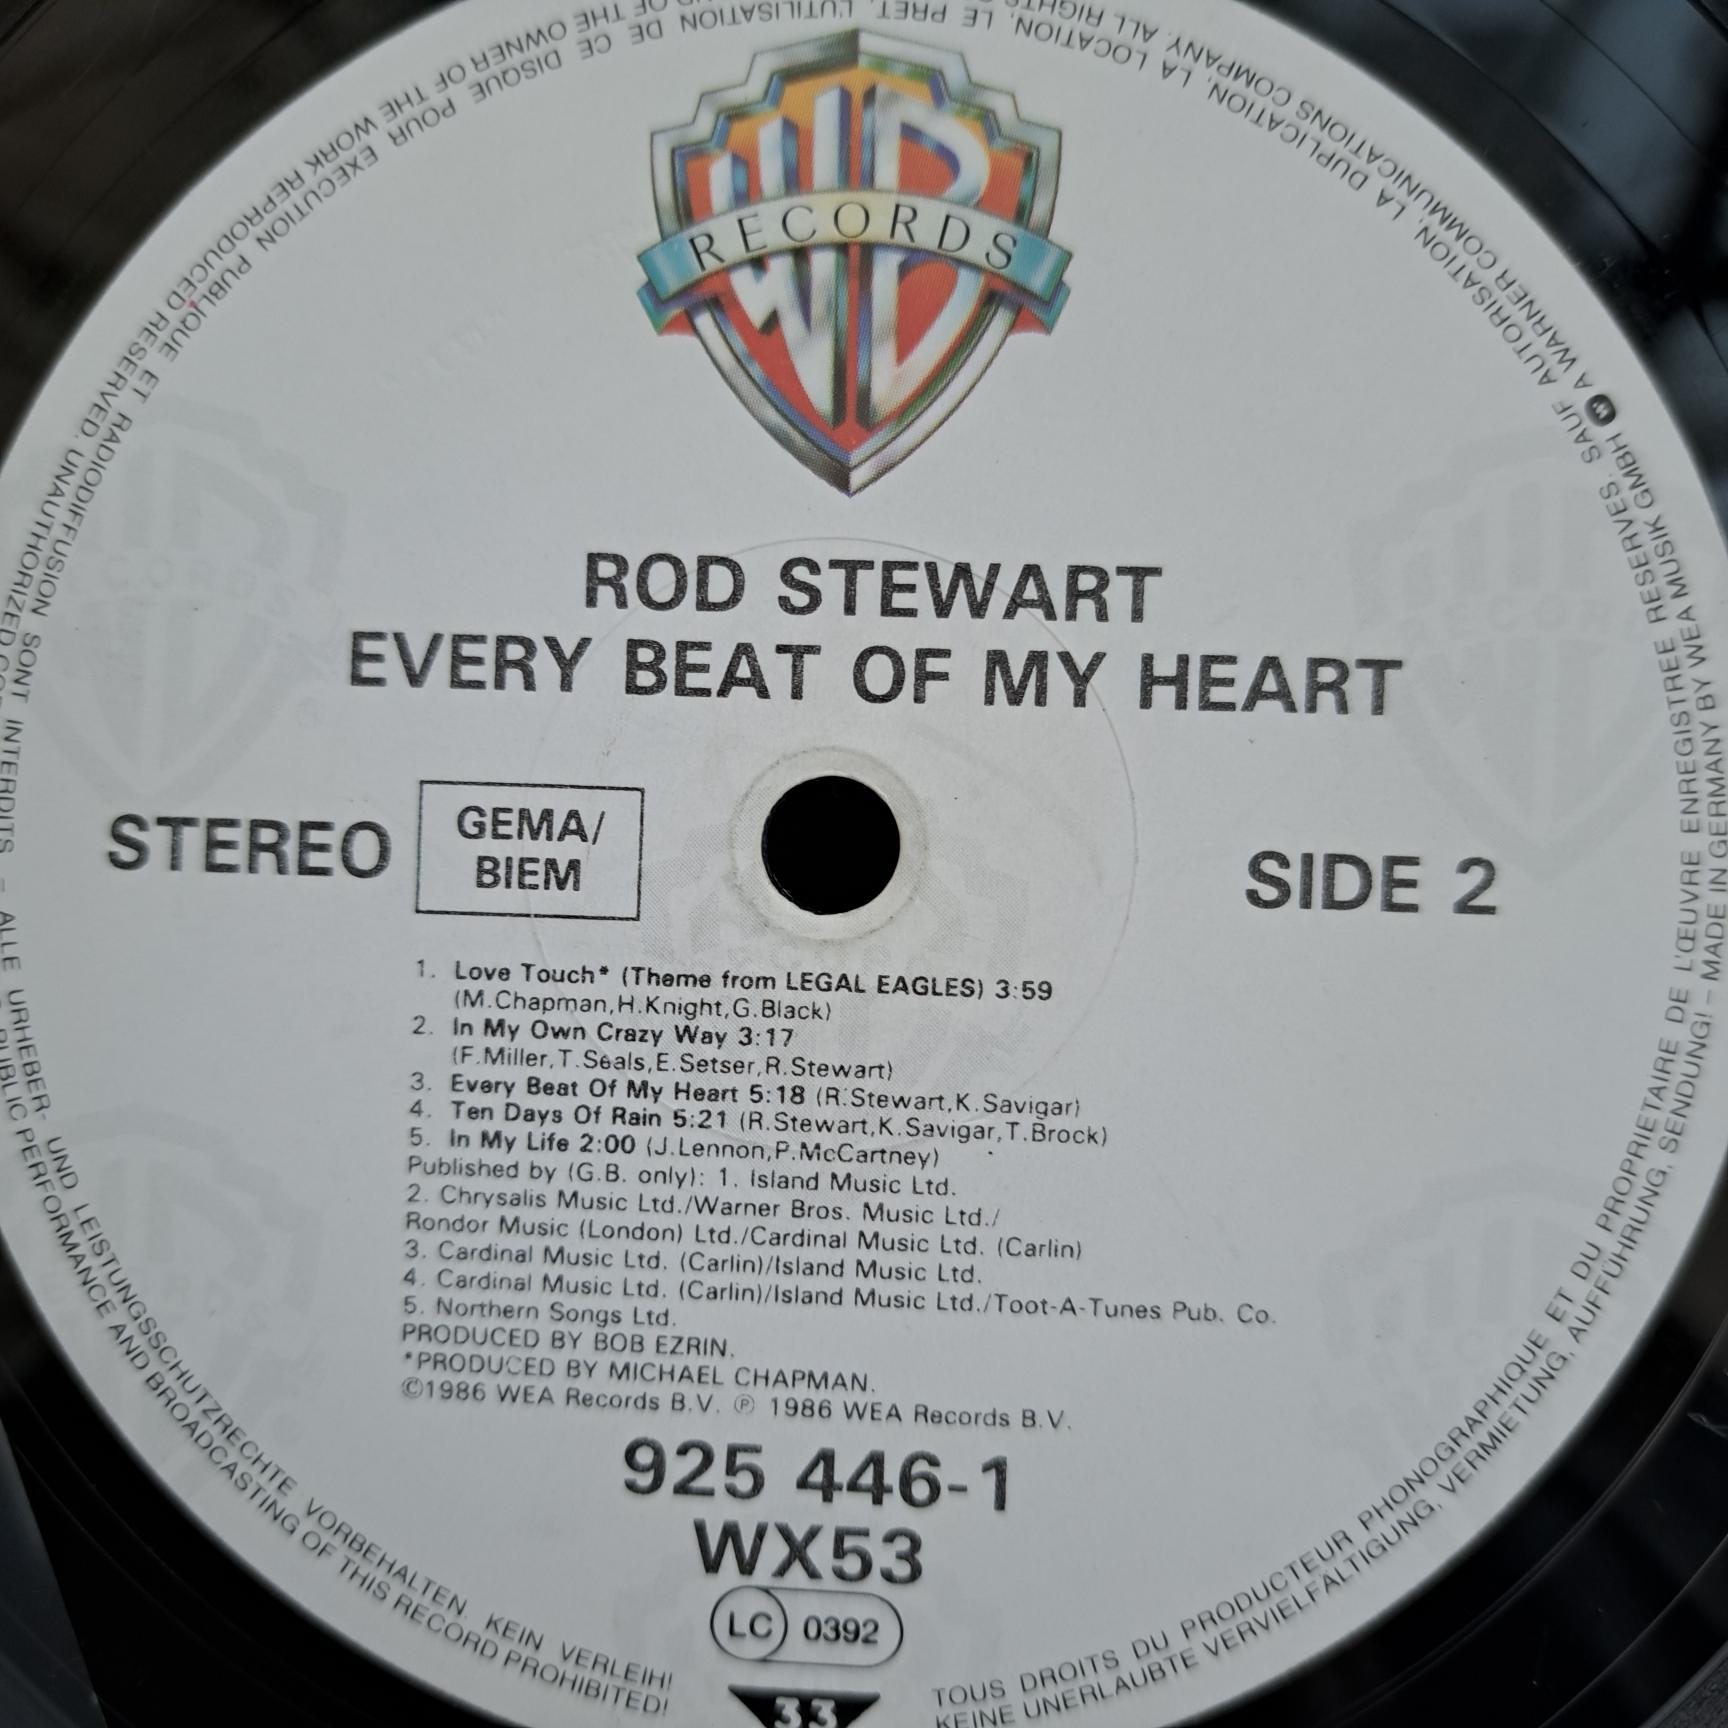 RECORDS
ROD STEWART
EVERY BEAT OF MY HEART
STEREO
GEMA/
BIEM
SIDE 2
1. Love Touch* (Theme from LEGAL EAGLES) 3:59
(M.Chapman,H.Knight,G.Black)
2. In My Own Crazy Way 3:17
(F.Miller,T.Seals,E.Setser,R.Stewart)
3. Every Beat Of My Heart 5:18 (R.Stewart,K.Savigar)
4. Ten Days Of Rain 5:21 (R.Stewart,K.Savigar,T.Brock)
5. In My Life 2:00 (J.Lennon,P.McCartney)
Published by (G.B. only): 1. Island Music Ltd.
2. Chrysalis Music Ltd./Warner Bros. Music Ltd./
Rondor Music (London) Ltd./Cardinal Music Ltd. (Carlin)
3. Cardinal Music Ltd. (Carlin)/Island Music Ltd.
4. Cardinal Music Ltd. (Carlin)/Island Music Ltd./Toot-A-Tunes Pub. Co.
5. Northern Songs Ltd.
PRODUCED BY BOB EZRIN.
*PRODUCED BY MICHAEL CHAPMAN.
©1986 WEA Records B.V. ℗ 1986 WEA Records B.V.
925 446-1
WX53
LC 0392
33
TOUS DROITS DU PRODUCTEUR PHONOGRAPHIQUE ET DU PROPRIETAIRE DE L'ŒUVRE ENREGISTREE RESERVES. SAUF AUTORISATION, LA DUPLICATION, LA LOCATION, LE PRET, L'UTILISATION DE CE DISQUE POUR EXECUTION PUBLIQUE ET RADIODIFFUSION SONT INTERDITS – ALLE URHEBER- UND LEISTUNGSSCHUTZRECHTE VORBEHALTEN. KEIN VERLEIH!
KEINE UNERLAUBTE VERVIELFÄLTIGUNG, VERMIETUNG, AUFFÜHRUNG, SENDUNG! – MADE IN GERMANY BY WEA MUSIK GMBH A WARNER COMMUNICATIONS COMPANY. ALL RIGHTS OF THE OWNER OF THE WORK REPRODUCED RESERVED. UNAUTHORIZED PUBLIC PERFORMANCE AND BROADCASTING OF THIS RECORD PROHIBITED!